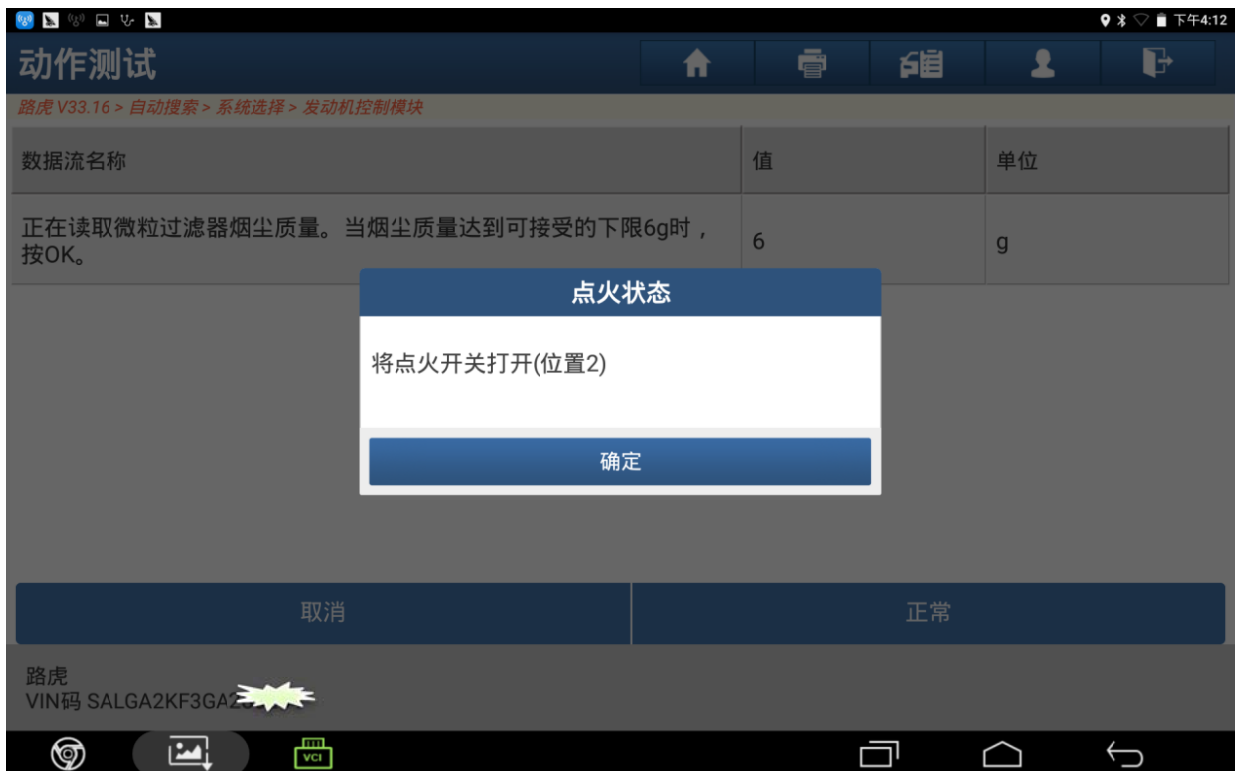 下午4:12
动作测试
路虎 V33.16 > 自动搜索 > 系统选择 > 发动机控制模块
数据流名称 值 单位
正在读取微粒过滤器烟尘质量。当烟尘质量达到可接受的下限6g时，
按OK。
6 g
点火状态
将点火开关打开(位置2)
确定
取消 正常
路虎
VIN码 SALGA2KF3GA2
VCI